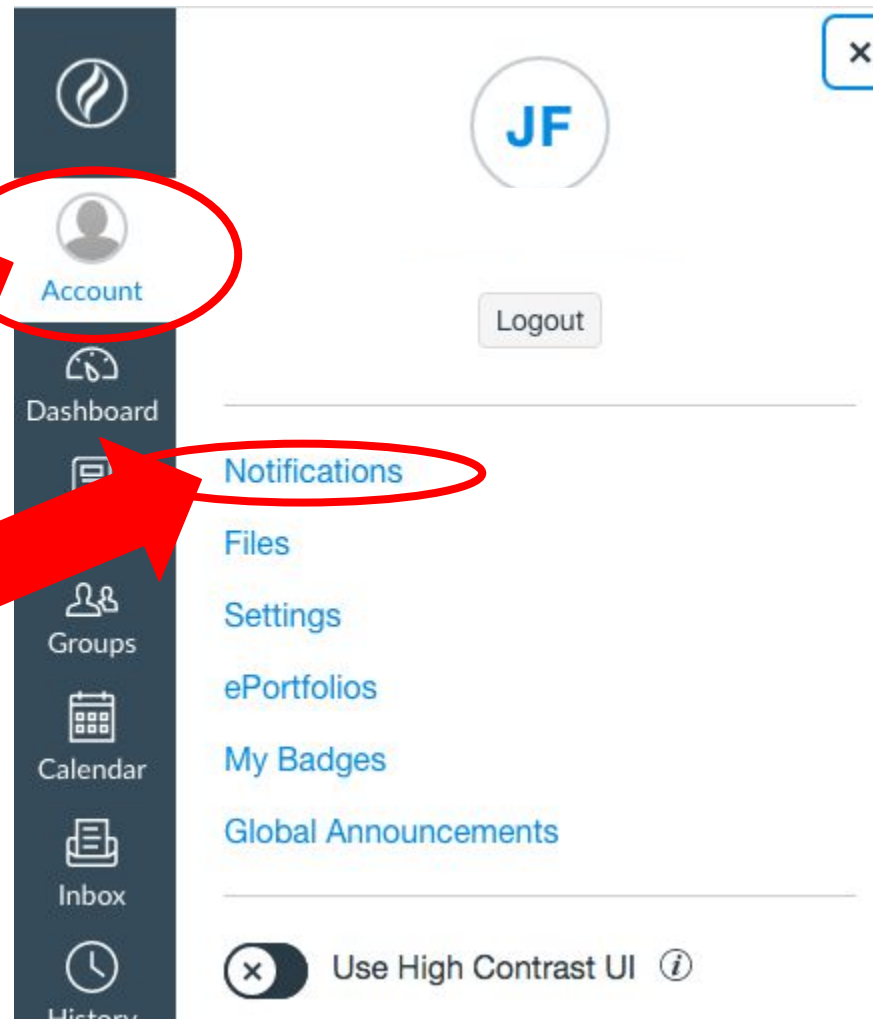 JF
×
Account
Logout
Dashboard
Notifications
Files
Settings
Groups
ePortfolios
Calendar
My Badges
Global Announcements
Inbox
Use High Contrast UI i
History